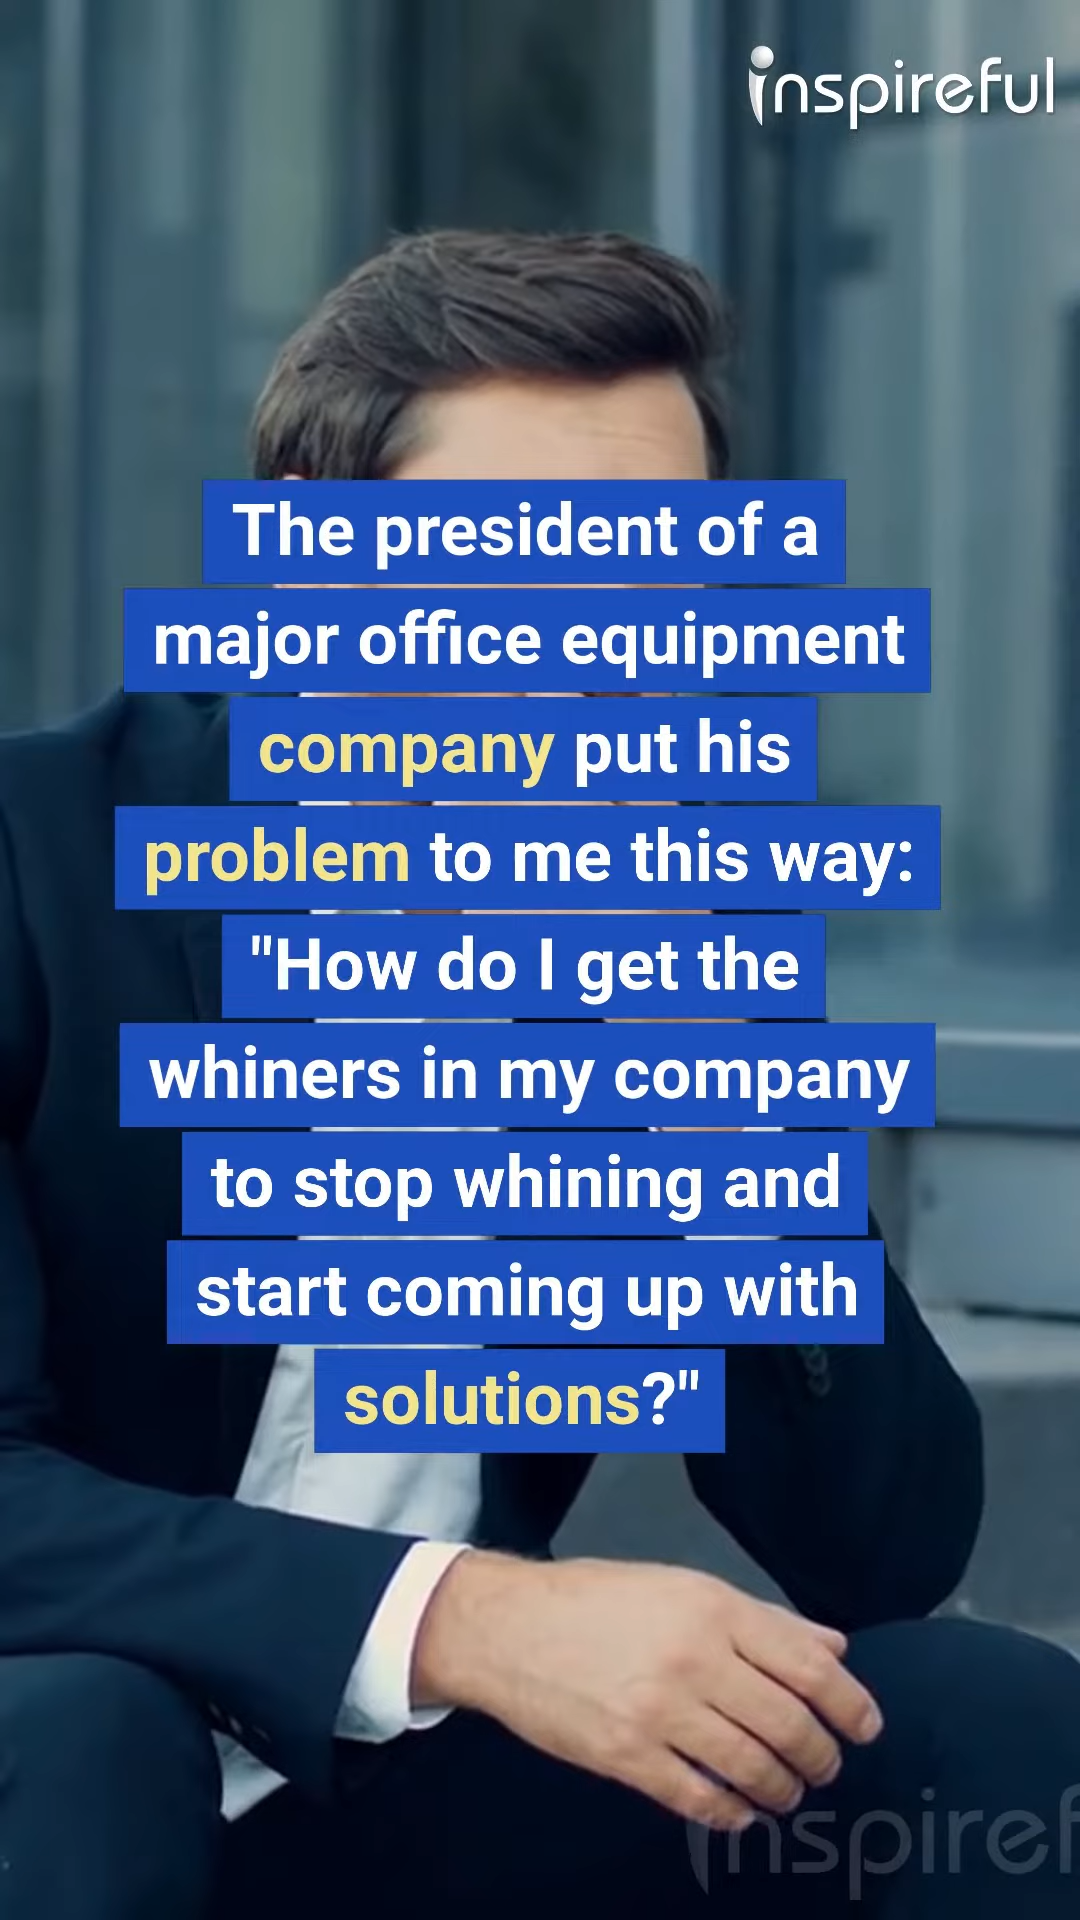 inspireful
The president of a
major office equipment
company put his
problem to me this way:
"How do I get the
whiners in my company
to stop whining and
start coming up with
solutions?"
inspiref